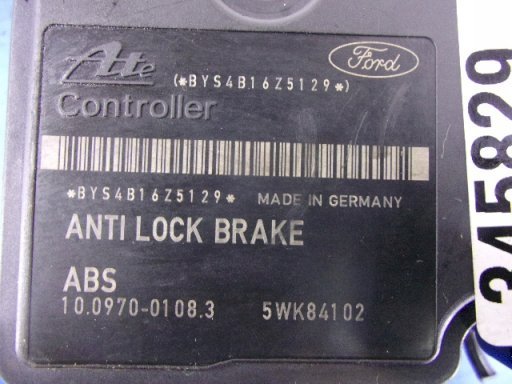 Ate
(*BYS4B16Z5129*)
Ford
Controller
*BYS4B16Z5129* MADE IN GERMANY
ANTI LOCK BRAKE
ABS
10.0970-0108.3 5WK84102
345829